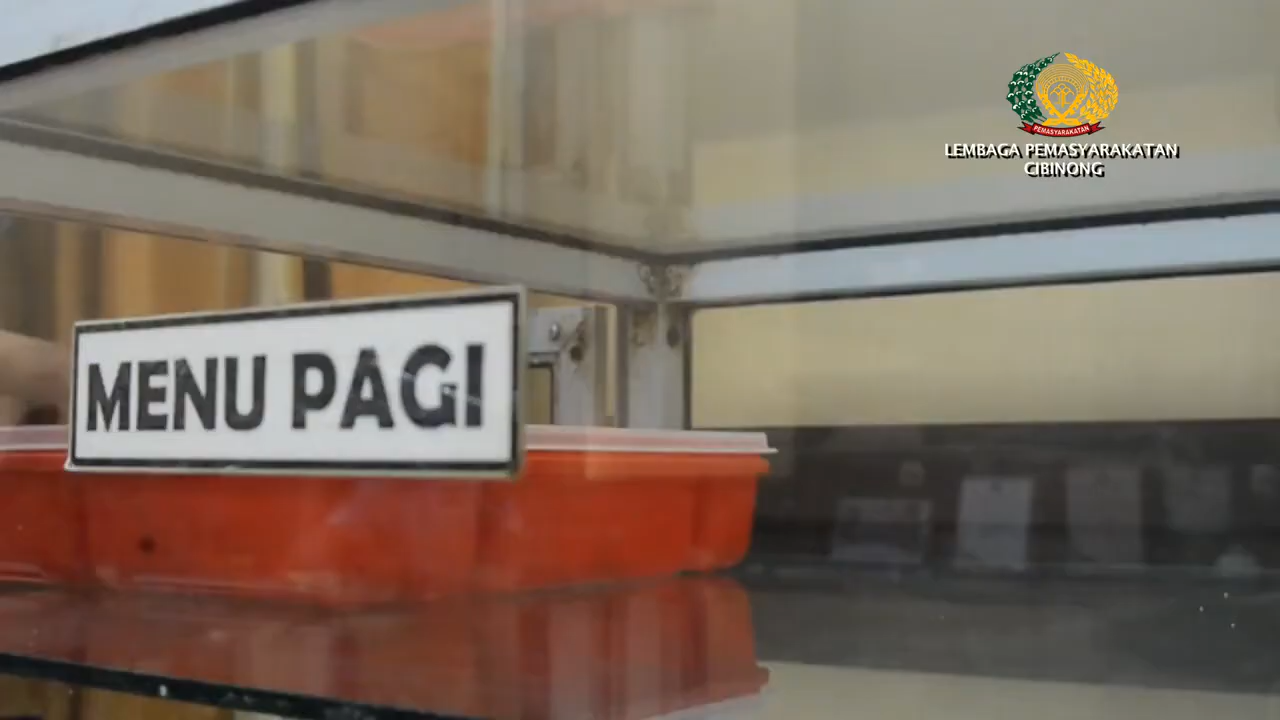 PEMASYARAKATAN
LEMBAGA PEMASYARAKATAN
CIBINONG
MENU PAGI